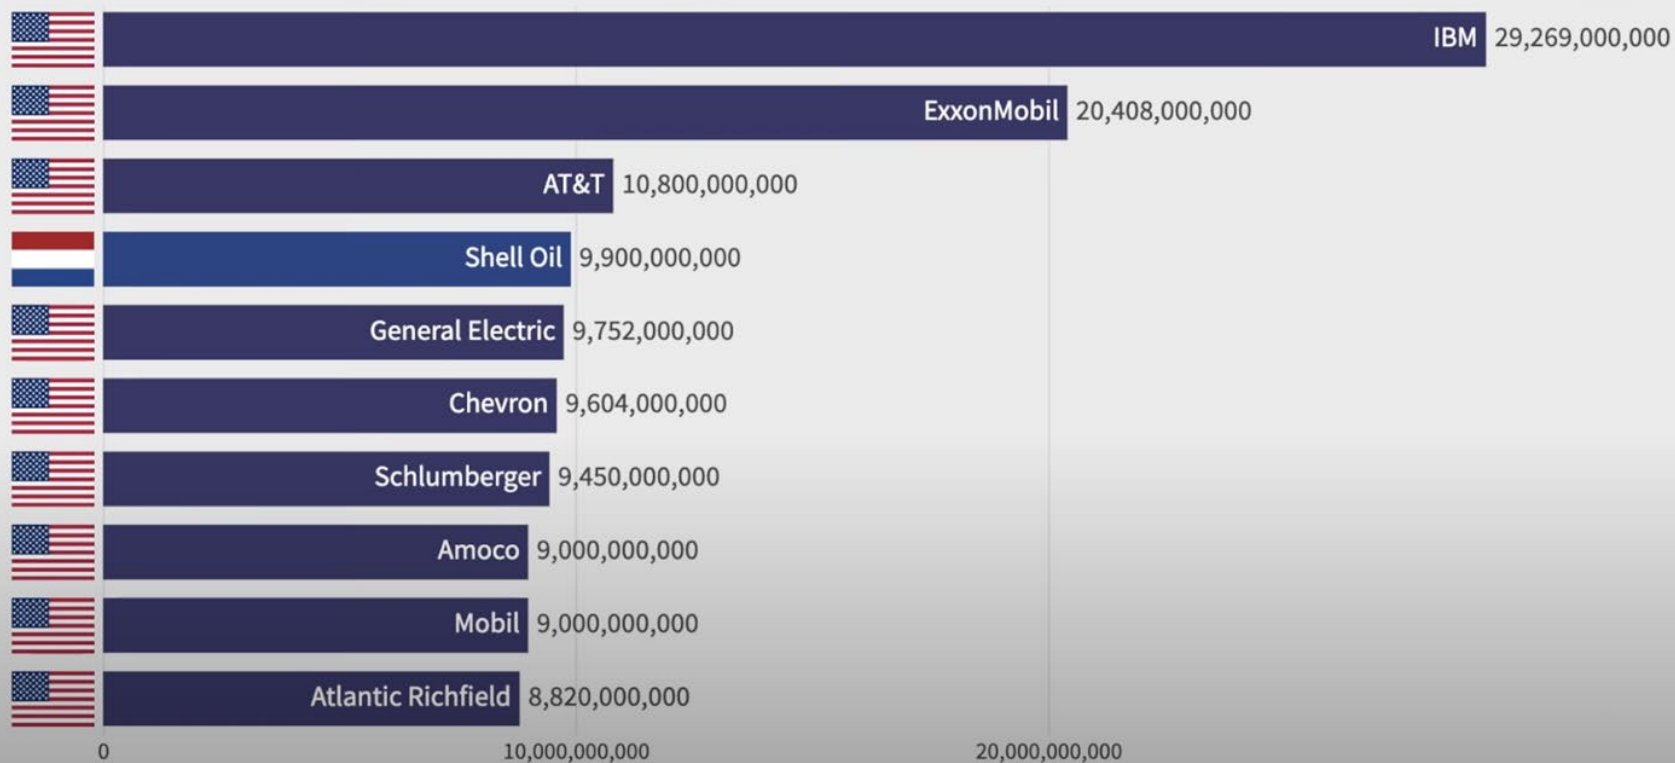 IBM 29,269,000,000
ExxonMobil 20,408,000,000
AT&T 10,800,000,000
Shell Oil 9,900,000,000
General Electric 9,752,000,000
Chevron 9,604,000,000
Schlumberger 9,450,000,000
Amoco 9,000,000,000
Mobil 9,000,000,000
Atlantic Richfield 8,820,000,000
0 10,000,000,000 20,000,000,000